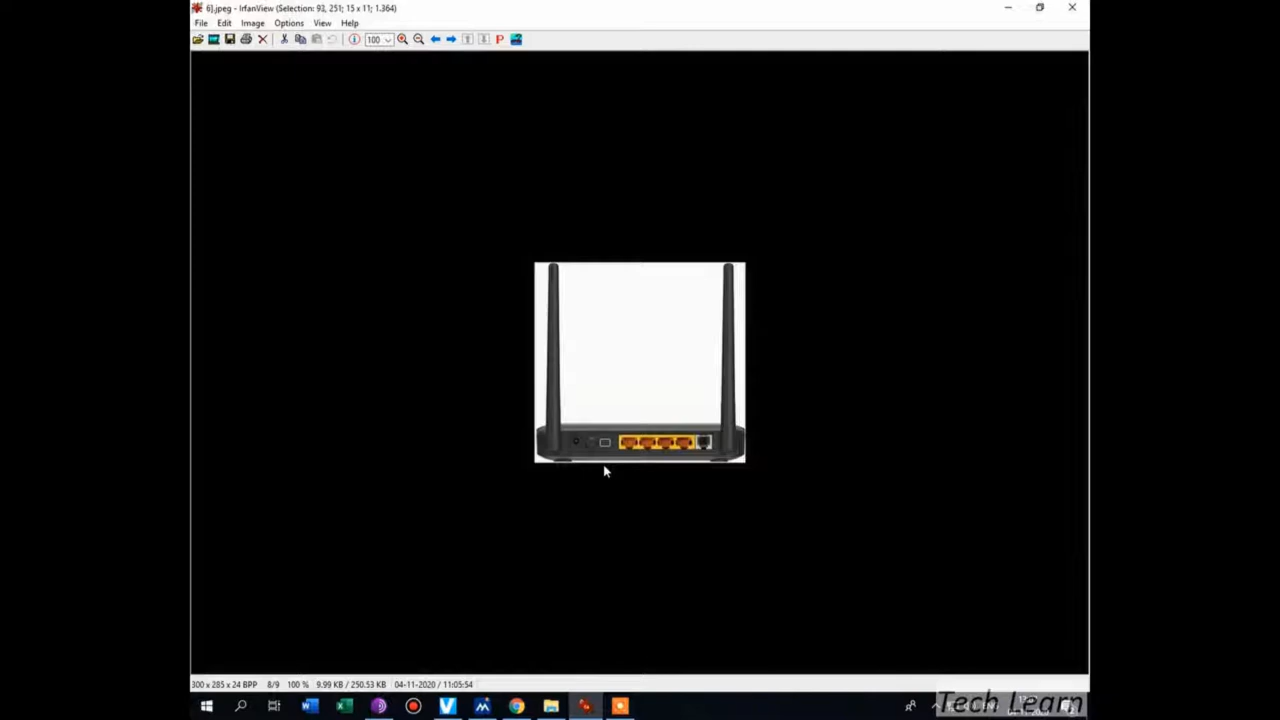 6].jpeg - IrfanView (Selection: 93, 251; 15 x 11; 1.364)
File Edit Image Options View Help
100
P
300 x 285 x 24 BPP 8/9 100 % 9.99 KB / 250.53 KB 04-11-2020 / 11:05:54
Tech Learn